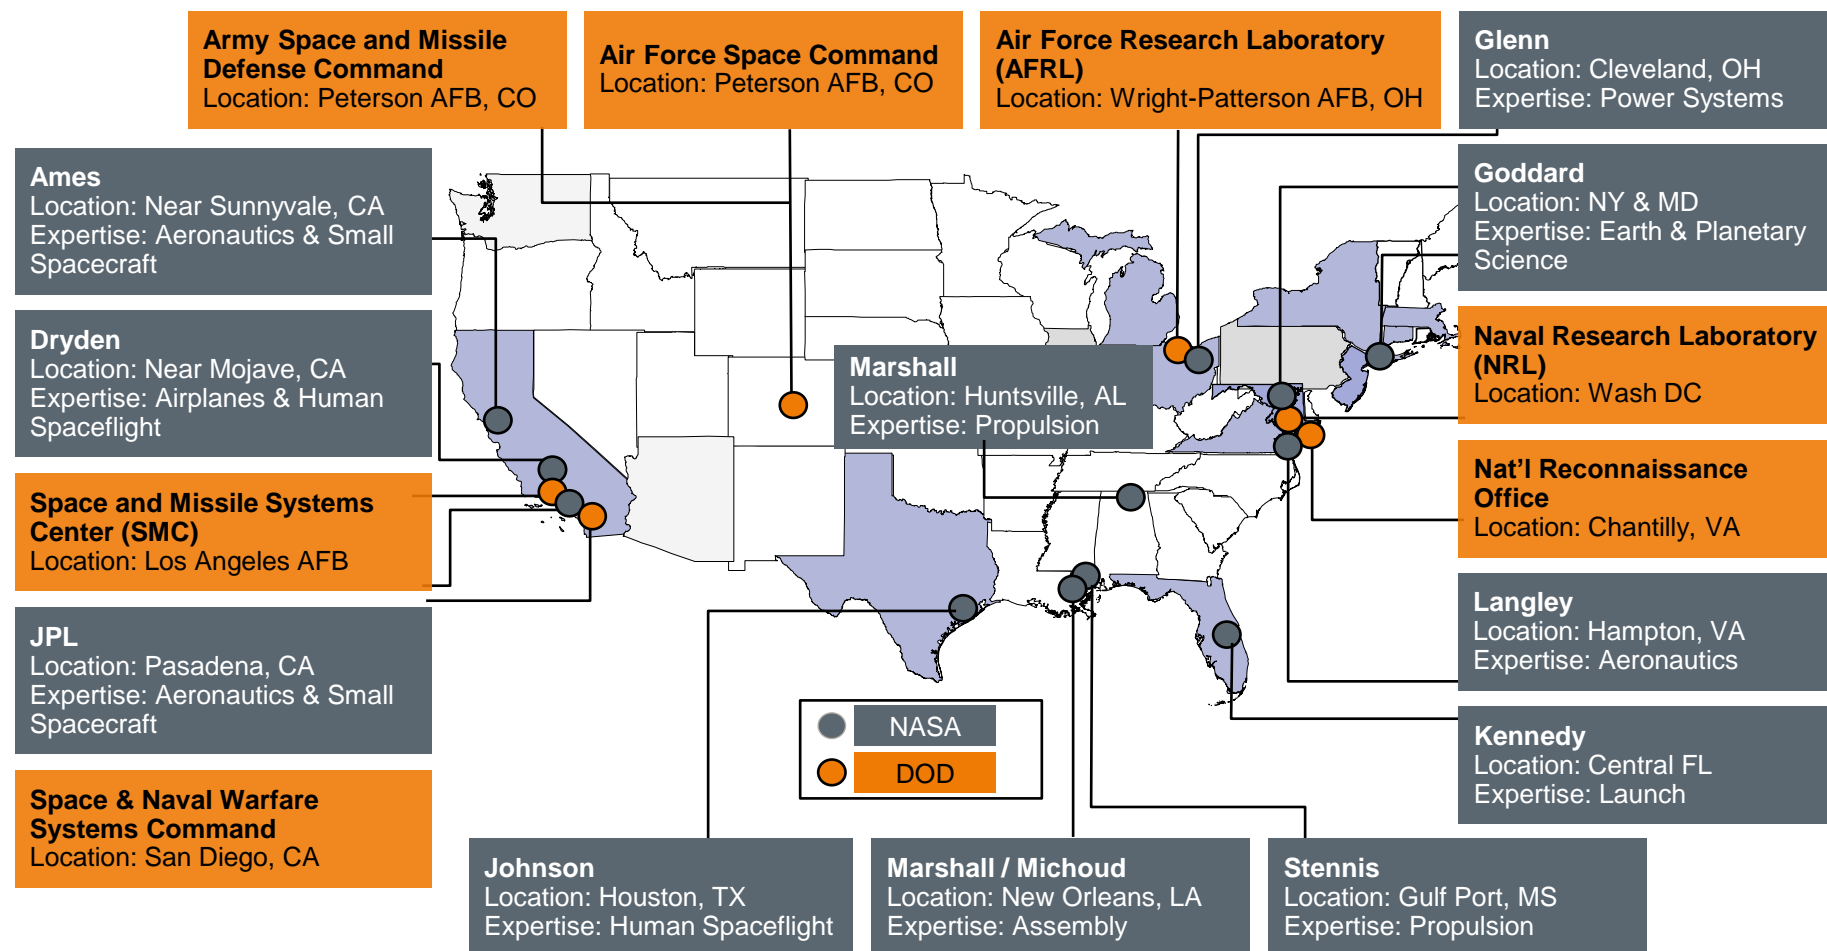 Army Space and Missile
Defense Command
Location: Peterson AFB, CO
Air Force Space Command
Location: Peterson AFB, CO
Air Force Research Laboratory
(AFRL)
Location: Wright-Patterson AFB, OH
Glenn
Location: Cleveland, OH
Expertise: Power Systems
Ames
Location: Near Sunnyvale, CA
Expertise: Aeronautics & Small
Spacecraft
Goddard
Location: NY & MD
Expertise: Earth & Planetary
Science
Dryden
Location: Near Mojave, CA
Expertise: Airplanes & Human
Spaceflight
Marshall
Location: Huntsville, AL
Expertise: Propulsion
Naval Research Laboratory
(NRL)
Location: Wash DC
Space and Missile Systems
Center (SMC)
Location: Los Angeles AFB
Nat’l Reconnaissance
Office
Location: Chantilly, VA
JPL
Location: Pasadena, CA
Expertise: Aeronautics & Small
Spacecraft
Langley
Location: Hampton, VA
Expertise: Aeronautics
NASA
DOD
Kennedy
Location: Central FL
Expertise: Launch
Space & Naval Warfare
Systems Command
Location: San Diego, CA
Johnson
Location: Houston, TX
Expertise: Human Spaceflight
Marshall / Michoud
Location: New Orleans, LA
Expertise: Assembly
Stennis
Location: Gulf Port, MS
Expertise: Propulsion